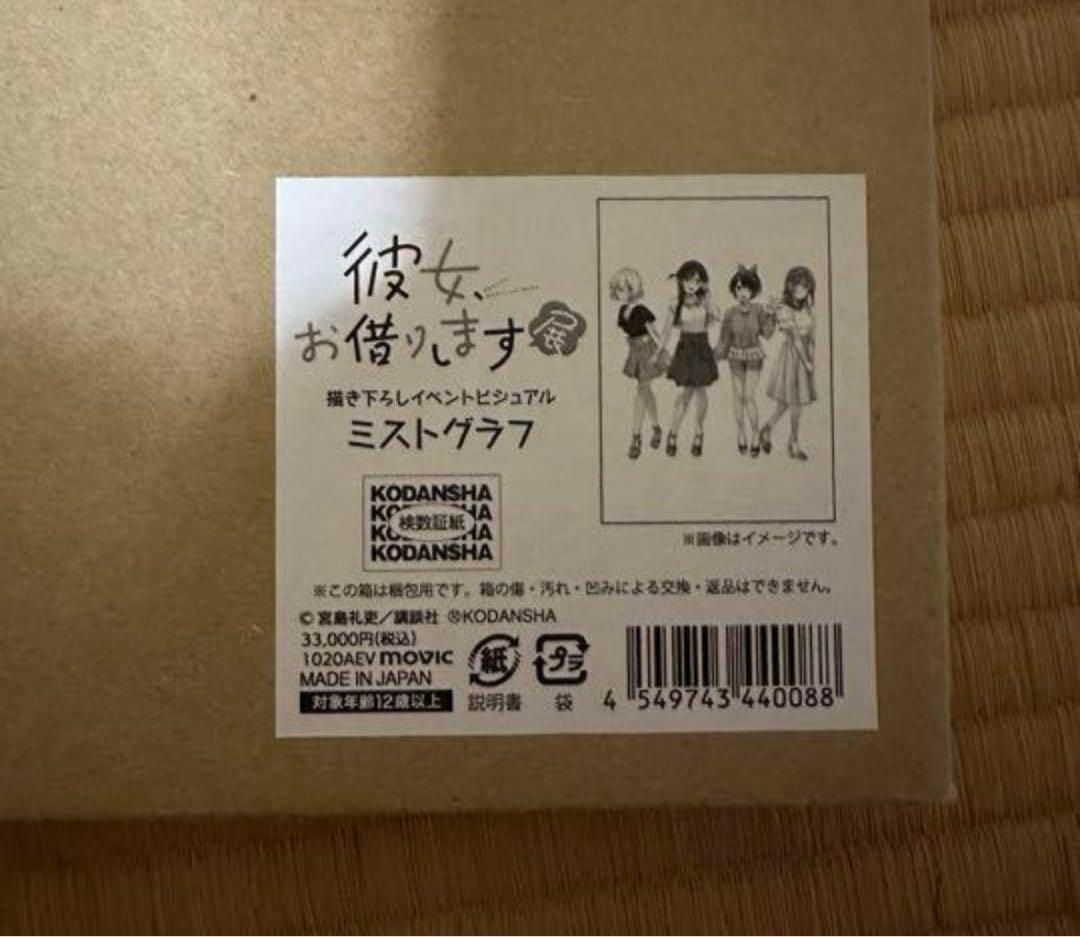 彼女、
お借りします展
描き下ろしイベントビジュアル
ミストグラフ
KODANSHA
KODANSHA
検数証紙
KODANSHA
KODANSHA
※画像はイメージです。
※この箱は梱包用です。箱の傷・汚れ・凹みによる交換・返品はできません。
© 宮島礼吏／講談社 ®KODANSHA
33,000円(税込)
1020AEV movic
MADE IN JAPAN
対象年齢12歳以上
紙
説明書
プラ
袋
4 549743 440088